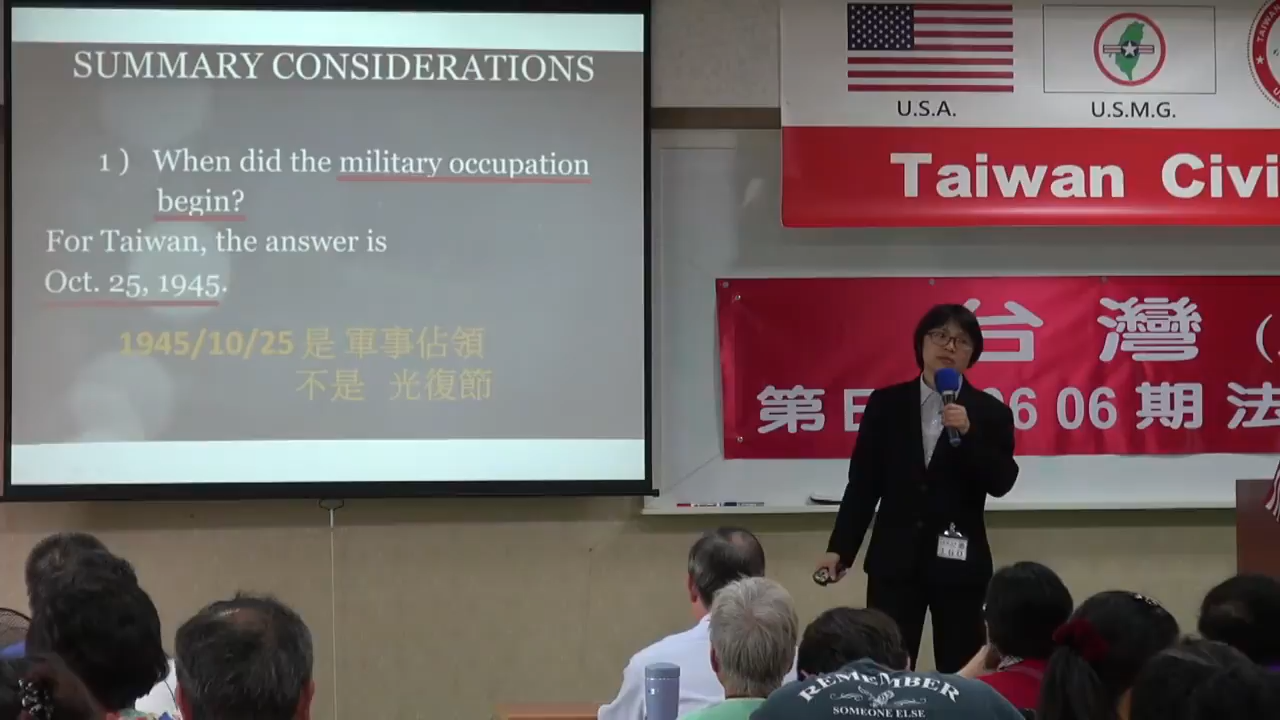 SUMMARY CONSIDERATIONS
1 ) When did the military occupation
begin?
For Taiwan, the answer is
Oct. 25, 1945.
1945/10/25 是 軍事佔領
不是 光復節
U.S.A.
U.S.M.G.
Taiwan Civi
台 灣 (
第 06 期 法
REMEMBER
SOMEONE ELSE